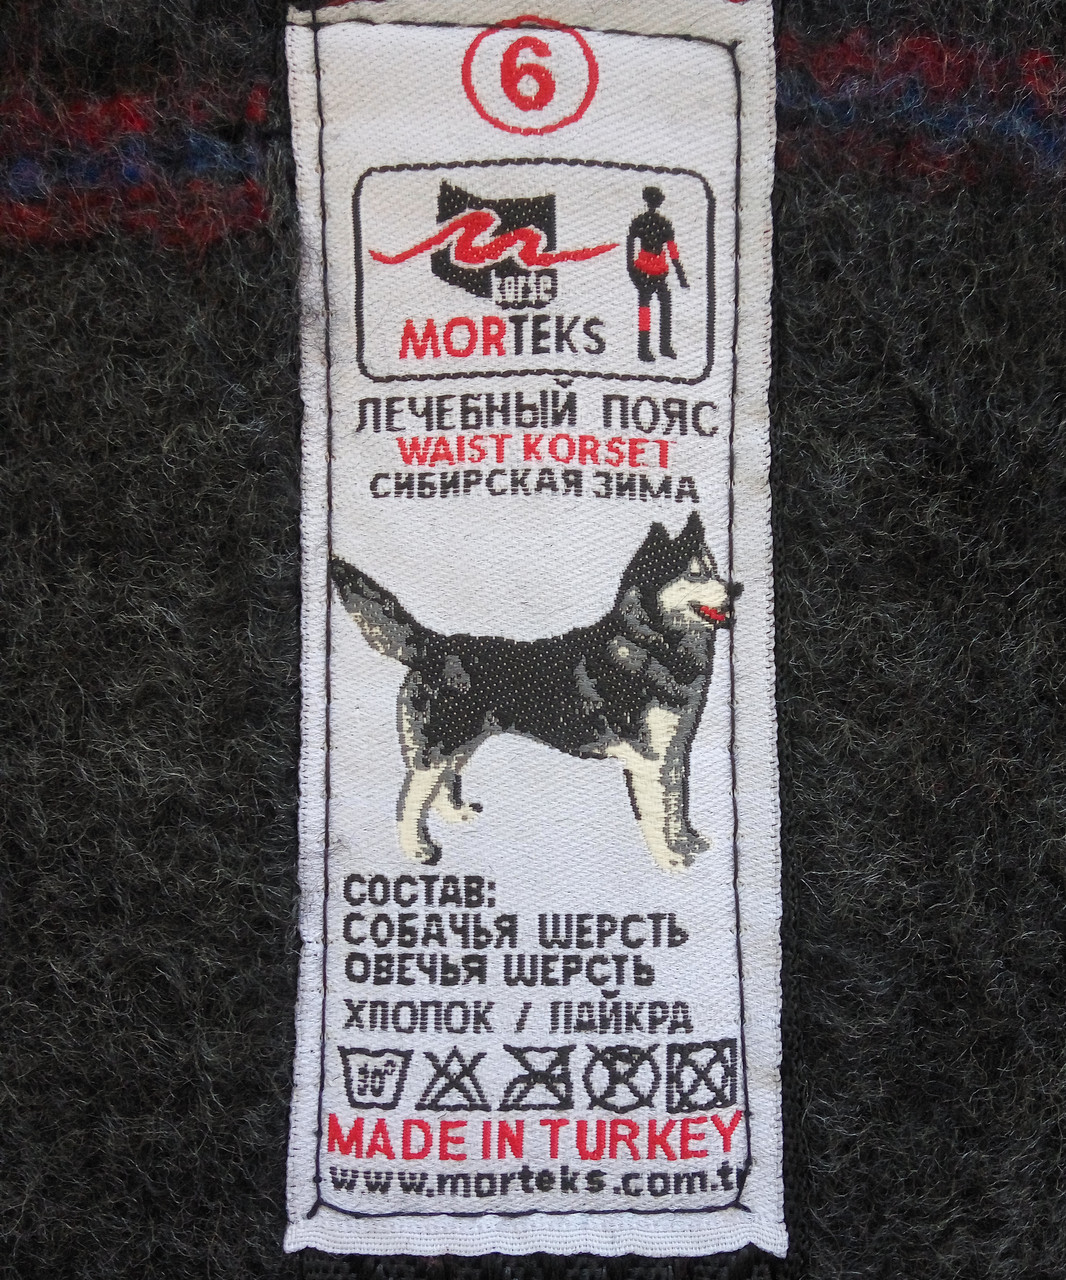 6
MORTEKS
ЛЕЧЕБНЫЙ ПОЯС
WAIST KORSET
СИБИРСКАЯ ЗИМА
СОСТАВ:
СОБАЧЬЯ ШЕРСТЬ
ОВЕЧЬЯ ШЕРСТЬ
ХЛОПОК / ЛАЙКРА
30°
MADE IN TURKEY
www.morteks.com.tr